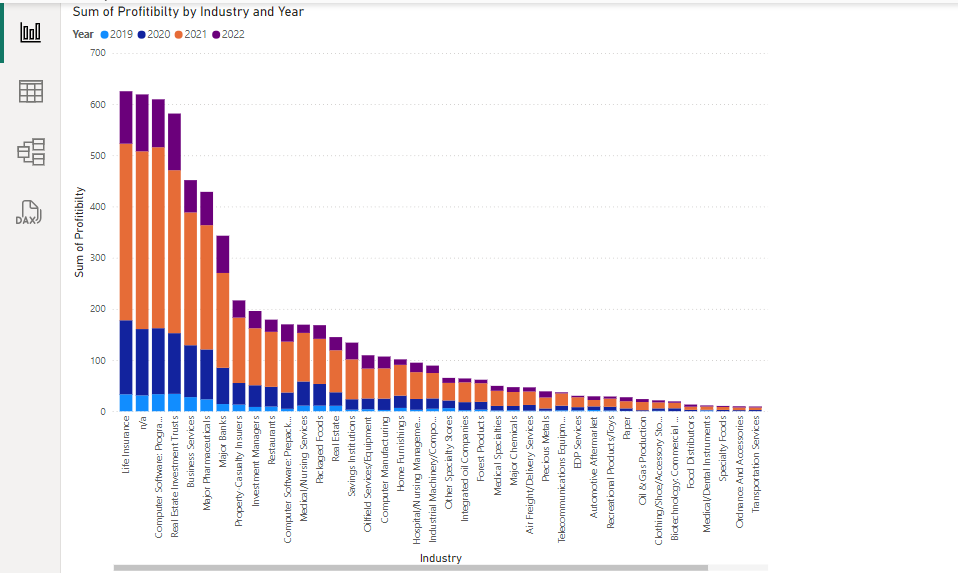 Sum of Profitibilty by Industry and Year
Year 2019 2020 2021 2022
DAX
Sum of Profitibilty
700
600
500
400
300
200
100
0
Life Insurance
n/a
Computer Software: Progra...
Real Estate Investment Trusts
Business Services
Major Pharmaceuticals
Major Banks
Property-Casualty Insurers
Investment Managers
Restaurants
Computer Software: Prepack...
Medical/Nursing Services
Packaged Foods
Real Estate
Savings Institutions
Oilfield Services/Equipment
Computer Manufacturing
Home Furnishings
Hospital/Nursing Manageme...
Industrial Machinery/Compo...
Other Specialty Stores
Integrated oil Companies
Forest Products
Medical Specialities
Major Chemicals
Air Freight/Delivery Services
Precious Metals
Telecommunications Equipm...
EDP Services
Automotive Aftermarket
Recreational Products/Toys
Paper
Oil & Gas Production
Clothing/Shoe/Accessory Sto...
Biotechnology: Commercial ...
Food Distributors
Medical/Dental Instruments
Specialty Foods
Ordnance And Accessories
Transportation Services
Industry